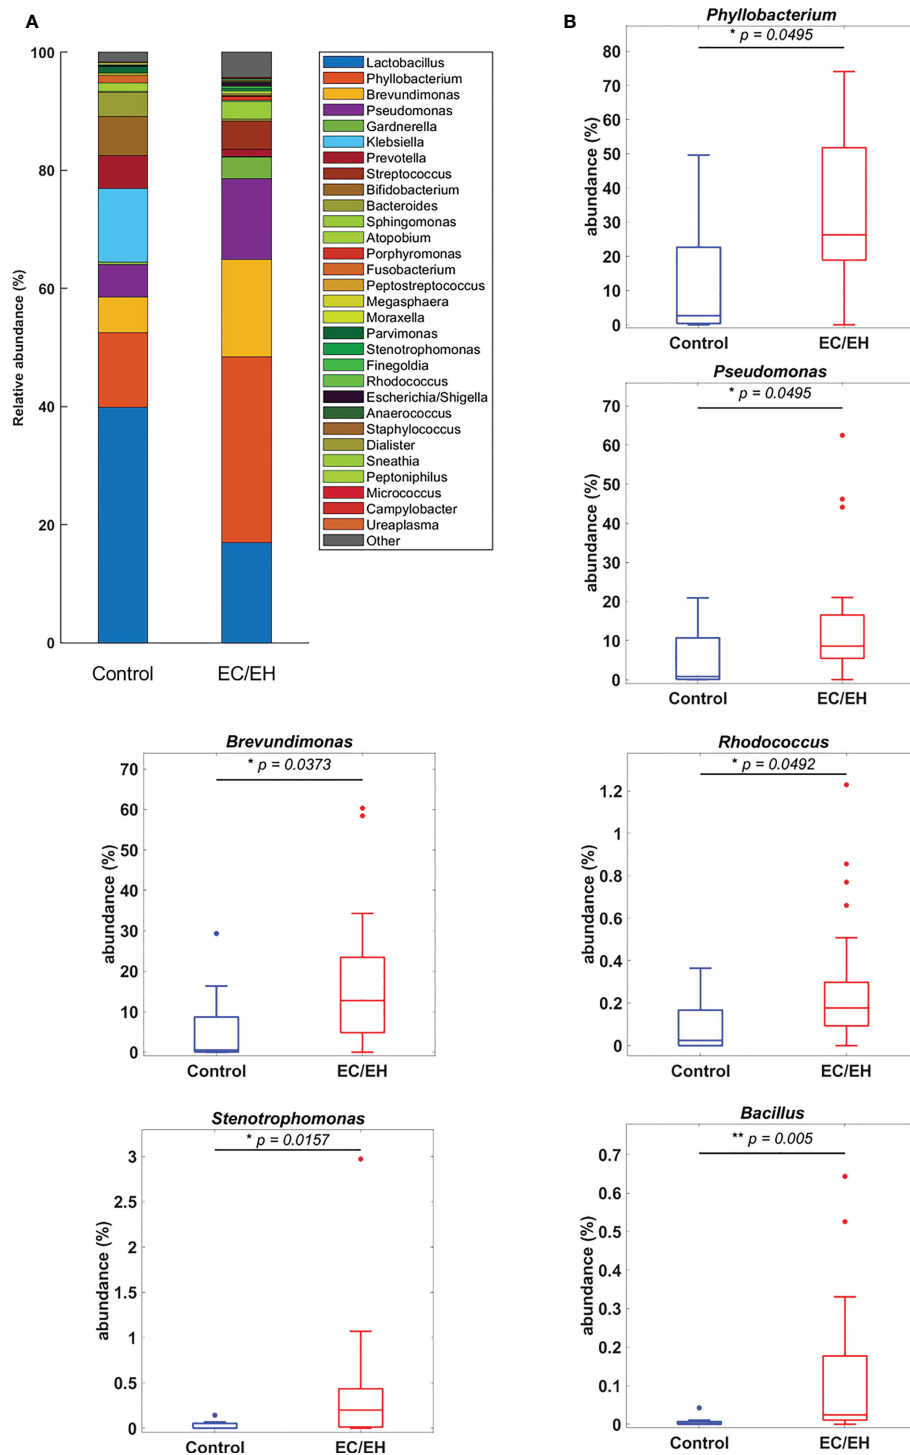 A
100
80
60
40
20
0
Relative abundance (%)
Control
EC/EH
Lactobacillus
Phyllobacterium
Brevundimonas
Pseudomonas
Gardnerella
Klebsiella
Prevotella
Streptococcus
Bifidobacterium
Bacteroides
Sphingomonas
Atopobium
Porphyromonas
Fusobacterium
Peptostreptococcus
Megasphaera
Moraxella
Parvimonas
Stenotrophomonas
Finegoldia
Rhodococcus
Escherichia/Shigella
Anaerococcus
Staphylococcus
Dialister
Sneathia
Peptoniphilus
Micrococcus
Campylobacter
Ureaplasma
Other
B
Phyllobacterium
* p = 0.0495
80
70
60
50
40
30
20
10
0
abundance (%)
Control
EC/EH
Pseudomonas
* p = 0.0495
70
60
50
40
30
20
10
0
abundance (%)
Control
EC/EH
Brevundimonas
* p = 0.0373
70
60
50
40
30
20
10
0
abundance (%)
Control
EC/EH
Rhodococcus
* p = 0.0492
1.2
1
0.8
0.6
0.4
0.2
0
abundance (%)
Control
EC/EH
Stenotrophomonas
* p = 0.0157
3
2.5
2
1.5
1
0.5
0
abundance (%)
Control
EC/EH
Bacillus
** p = 0.005
0.7
0.6
0.5
0.4
0.3
0.2
0.1
0
abundance (%)
Control
EC/EH